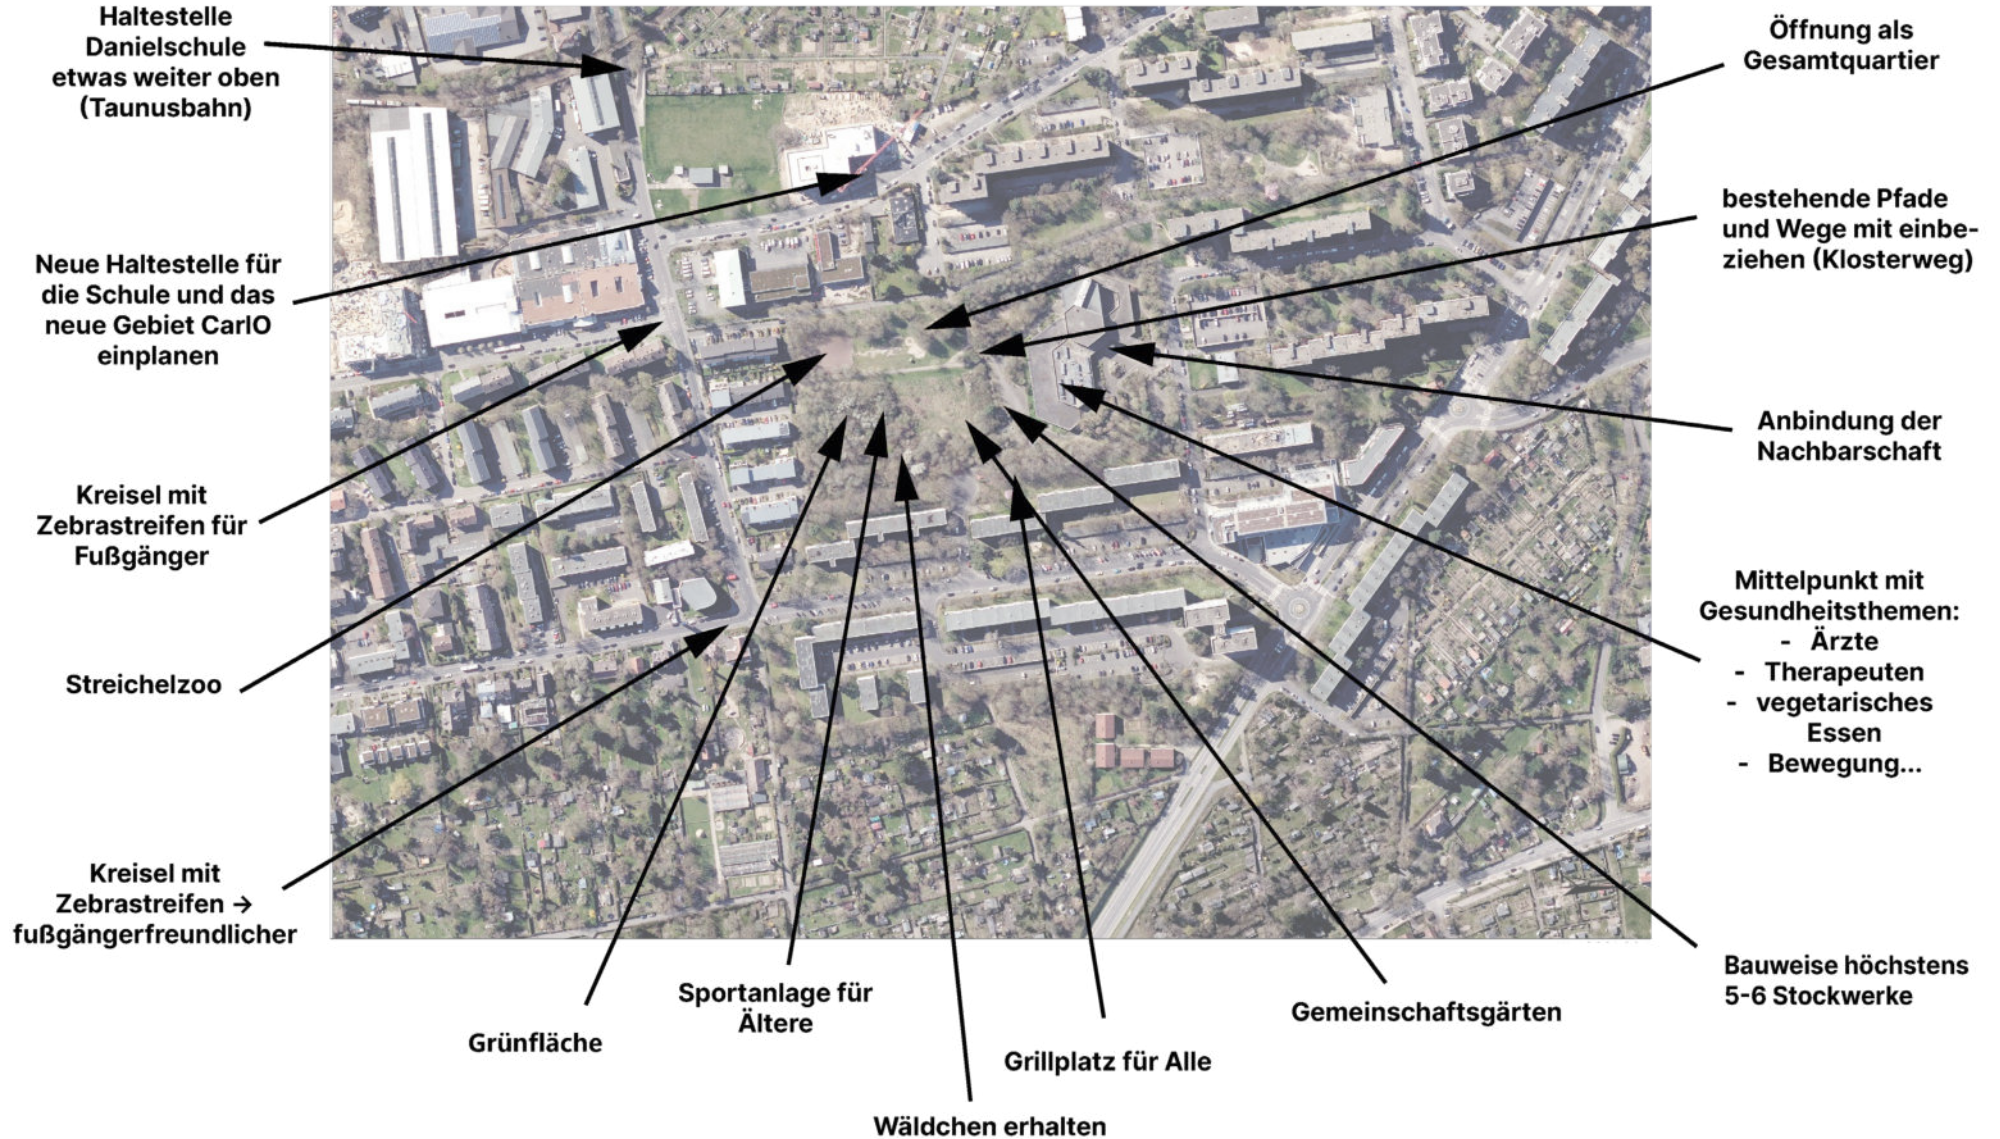 Haltestelle
Danielschule
etwas weiter oben
(Taunusbahn)
Neue Haltestelle für
die Schule und das
neue Gebiet CarlO
einplanen
Kreisel mit
Zebrastreifen für
Fußgänger
Streichelzoo
Kreisel mit
Zebrastreifen →
fußgängerfreundlicher
Grünfläche
Sportanlage für
Ältere
Wäldchen erhalten
Grillplatz für Alle
Gemeinschaftsgärten
Öffnung als
Gesamtquartier
bestehende Pfade
und Wege mit einbe-
ziehen (Klosterweg)
Anbindung der
Nachbarschaft
Mittelpunkt mit
Gesundheitsthemen:
- Ärzte
- Therapeuten
- vegetarisches
Essen
- Bewegung...
Bauweise höchstens
5-6 Stockwerke